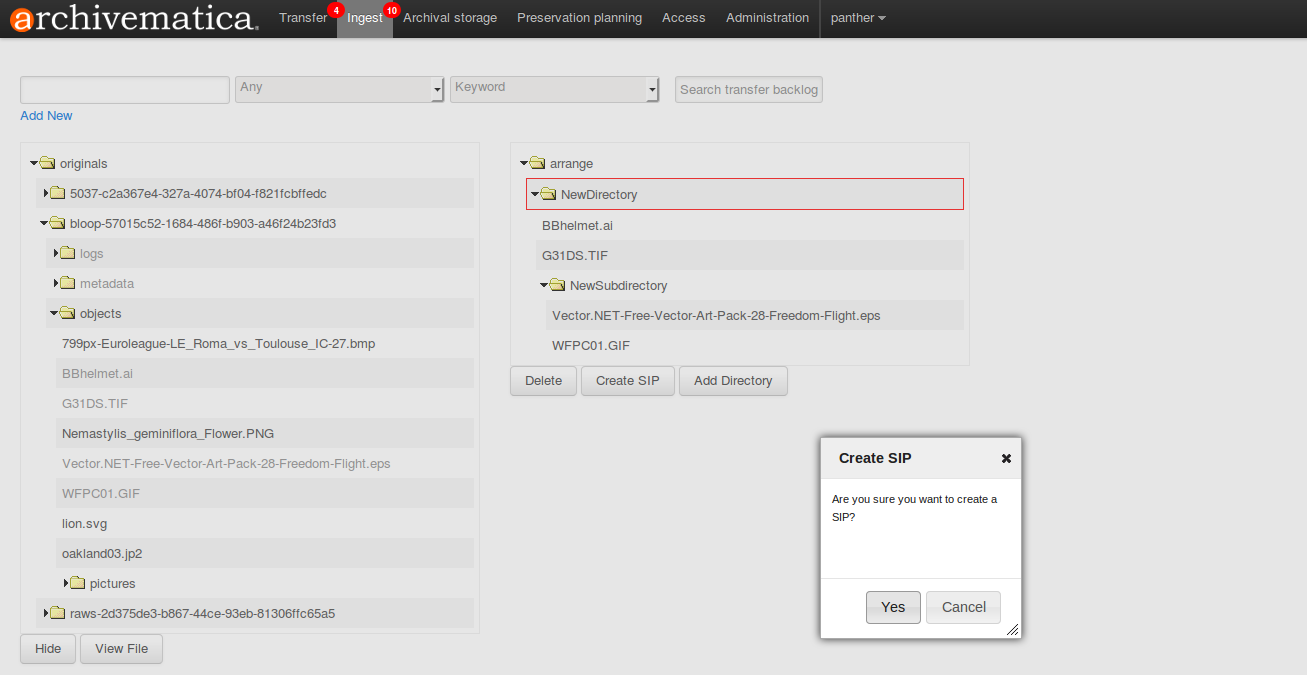 archivematica®
Transfer 4 Ingest 10 Archival storage Preservation planning Access Administration panther
Any Keyword Search transfer backlog
Add New
originals
5037-c2a367e4-327a-4074-bf04-f821fcbffedc
bloop-57015c52-1684-486f-b903-a46f24b23fd3
logs
metadata
objects
799px-Euroleague-LE_Roma_vs_Toulouse_IC-27.bmp
BBhelmet.ai
G31DS.TIF
Nemastylis_geminiflora_Flower.PNG
Vector.NET-Free-Vector-Art-Pack-28-Freedom-Flight.eps
WFPC01.GIF
lion.svg
oakland03.jp2
pictures
raws-2d375de3-b867-44ce-93eb-81306ffc65a5
Hide View File
arrange
NewDirectory
BBhelmet.ai
G31DS.TIF
NewSubdirectory
Vector.NET-Free-Vector-Art-Pack-28-Freedom-Flight.eps
WFPC01.GIF
Delete Create SIP Add Directory
Create SIP
Are you sure you want to create a
SIP?
Yes Cancel